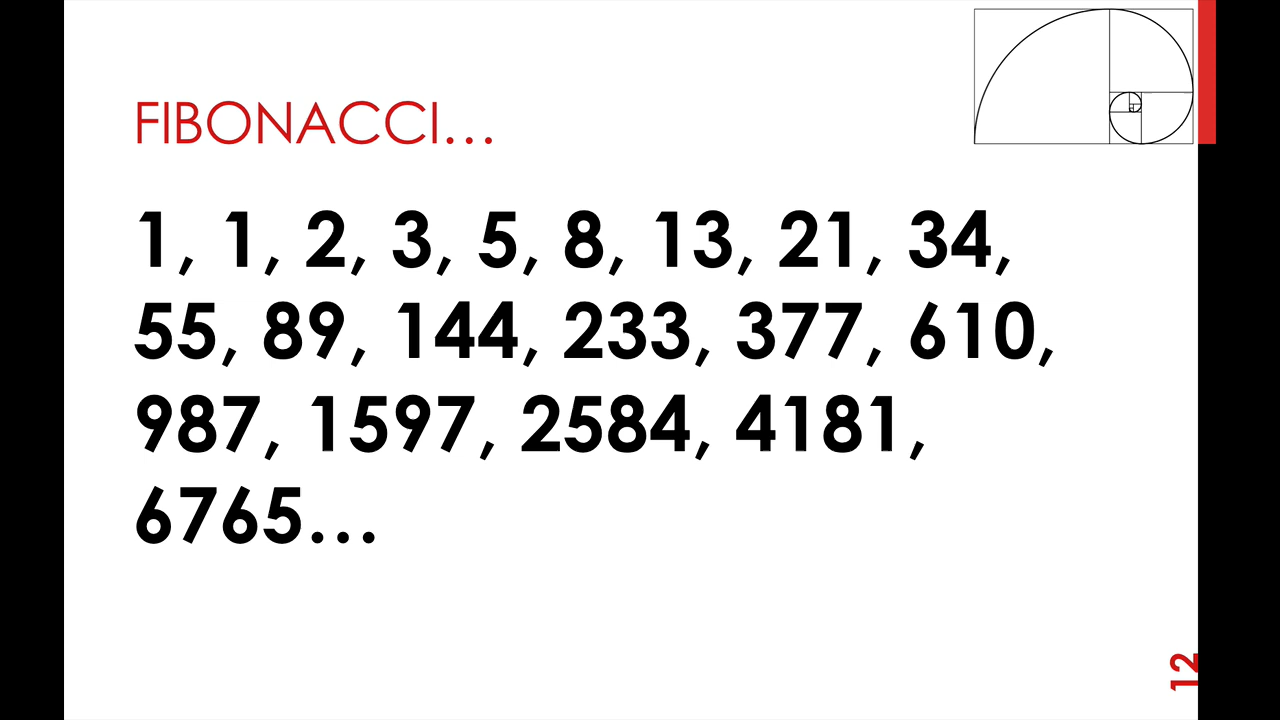 FIBONACCI…
1, 1, 2, 3, 5, 8, 13, 21, 34,
55, 89, 144, 233, 377, 610,
987, 1597, 2584, 4181,
6765…
12